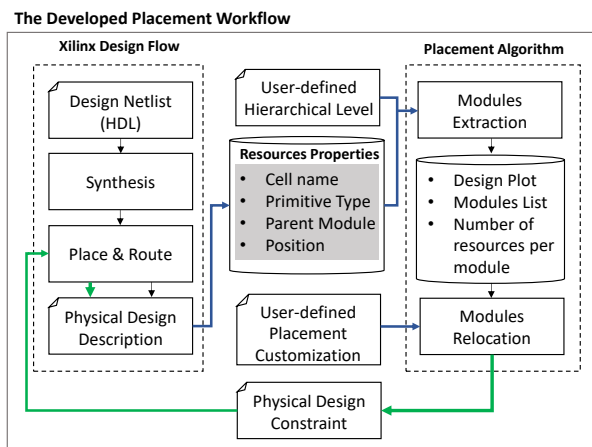 The Developed Placement Workflow
Xilinx Design Flow
Design Netlist
(HDL)
Synthesis
Place & Route
Physical Design
Description
User-defined
Hierarchical Level
Resources Properties
• Cell name
• Primitive Type
• Parent Module
• Position
User-defined
Placement
Customization
Physical Design
Constraint
Placement Algorithm
Modules
Extraction
• Design Plot
• Modules List
• Number of
resources per
module
Modules
Relocation